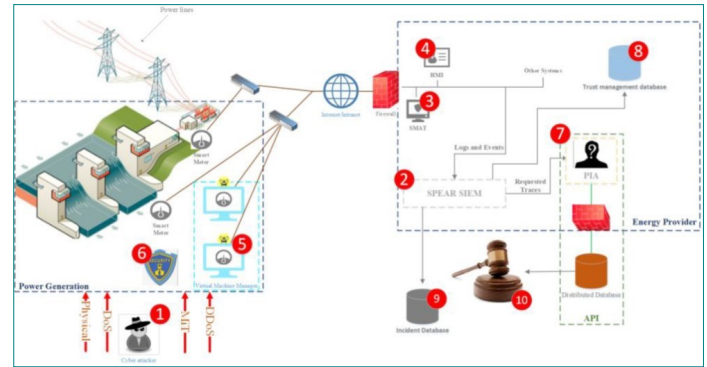 Power lines
4
HMI
Other Systems
8
Trust management database
Internet/Intranet
Firewall
3
SMAT
Smart
Meter
Logs and Events
7
PIA
2
SPEAR SIEM
Requested
Traces
Energy Provider
Smart
Meter
6
SECURITY
5
Virtual Machine Manager
Power Generation
9
Incident Database
10
Distributed Database
API
Physical
DoS
1
MiT
DDoS
Cyber attacker